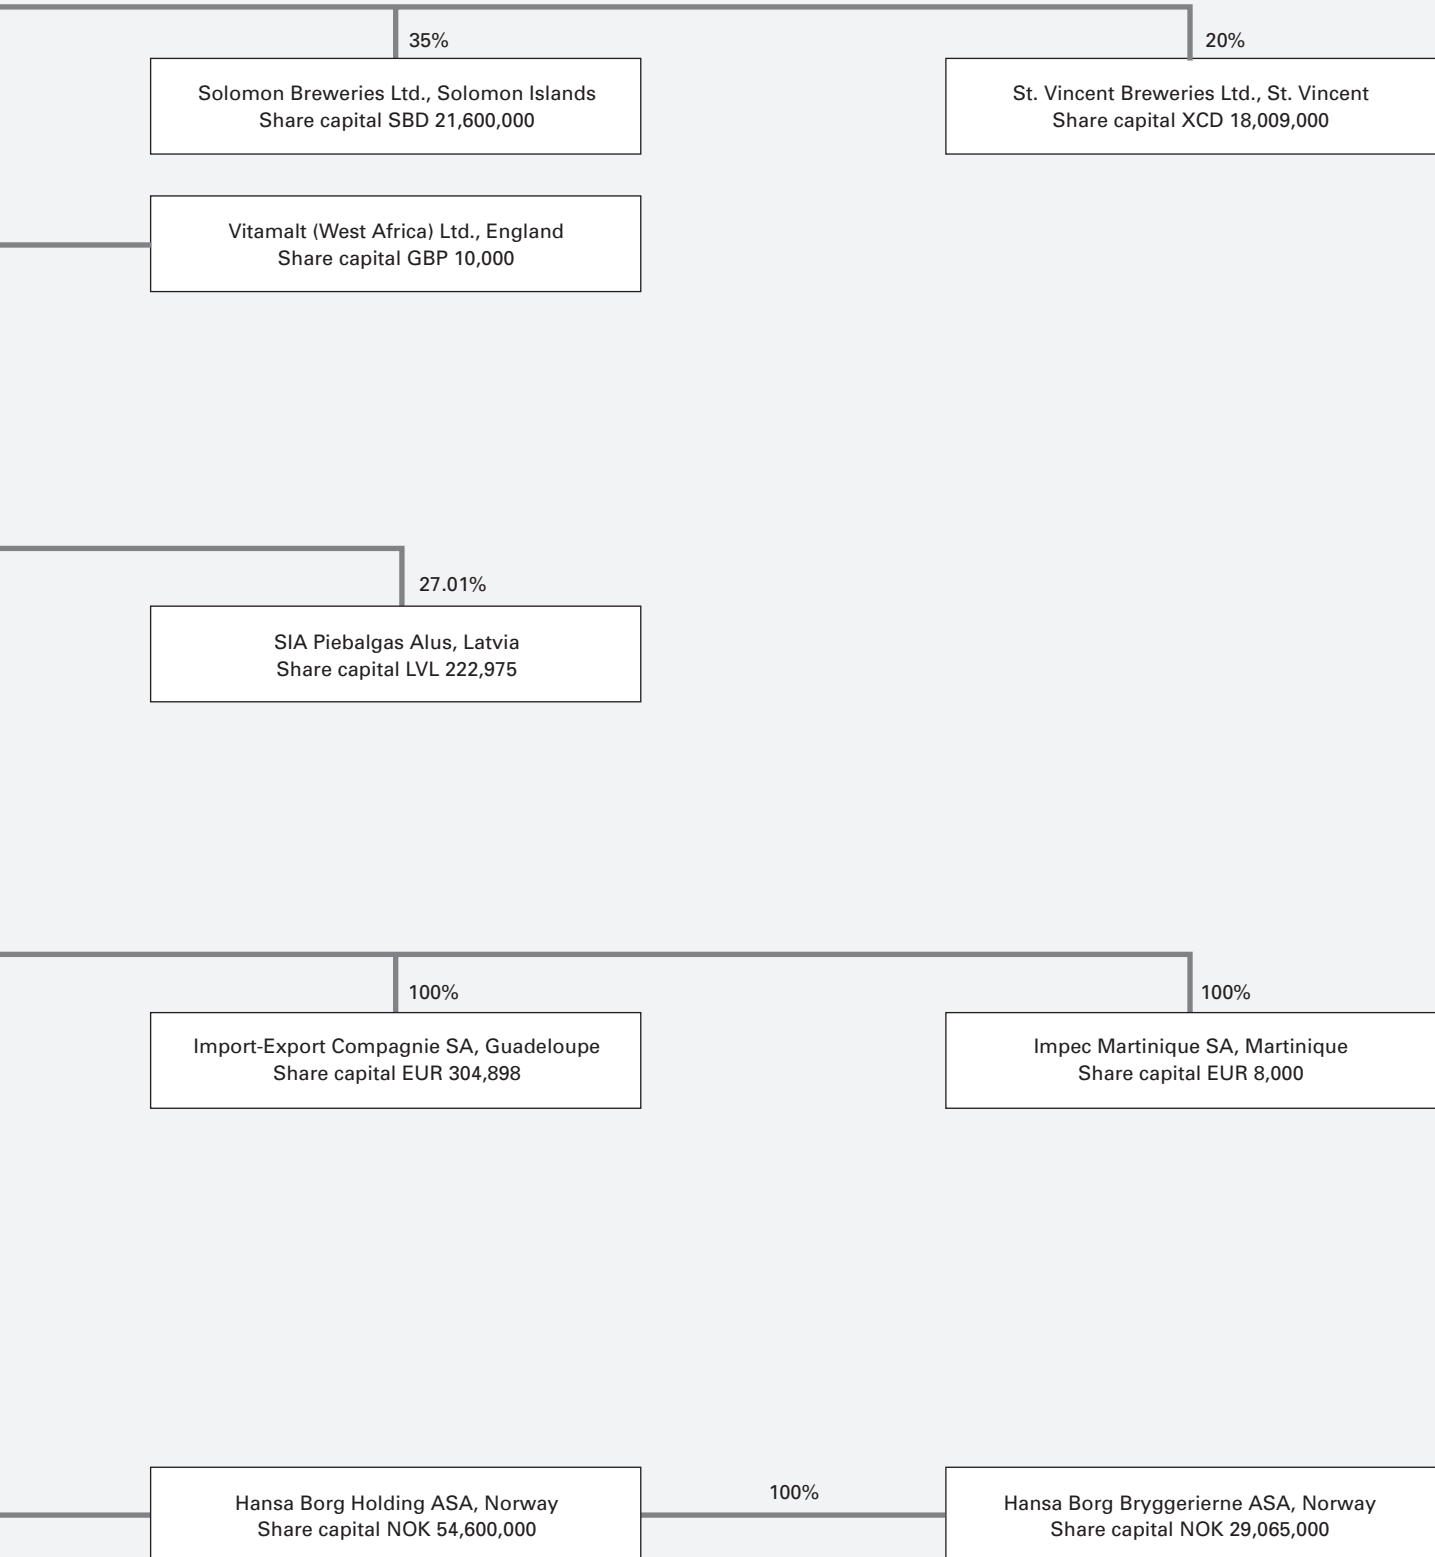 35%
20%
Solomon Breweries Ltd., Solomon Islands
Share capital SBD 21,600,000
St. Vincent Breweries Ltd., St. Vincent
Share capital XCD 18,009,000
Vitamalt (West Africa) Ltd., England
Share capital GBP 10,000
27.01%
SIA Piebalgas Alus, Latvia
Share capital LVL 222,975
100%
100%
Import-Export Compagnie SA, Guadeloupe
Share capital EUR 304,898
Impec Martinique SA, Martinique
Share capital EUR 8,000
Hansa Borg Holding ASA, Norway
Share capital NOK 54,600,000
100%
Hansa Borg Bryggerierne ASA, Norway
Share capital NOK 29,065,000